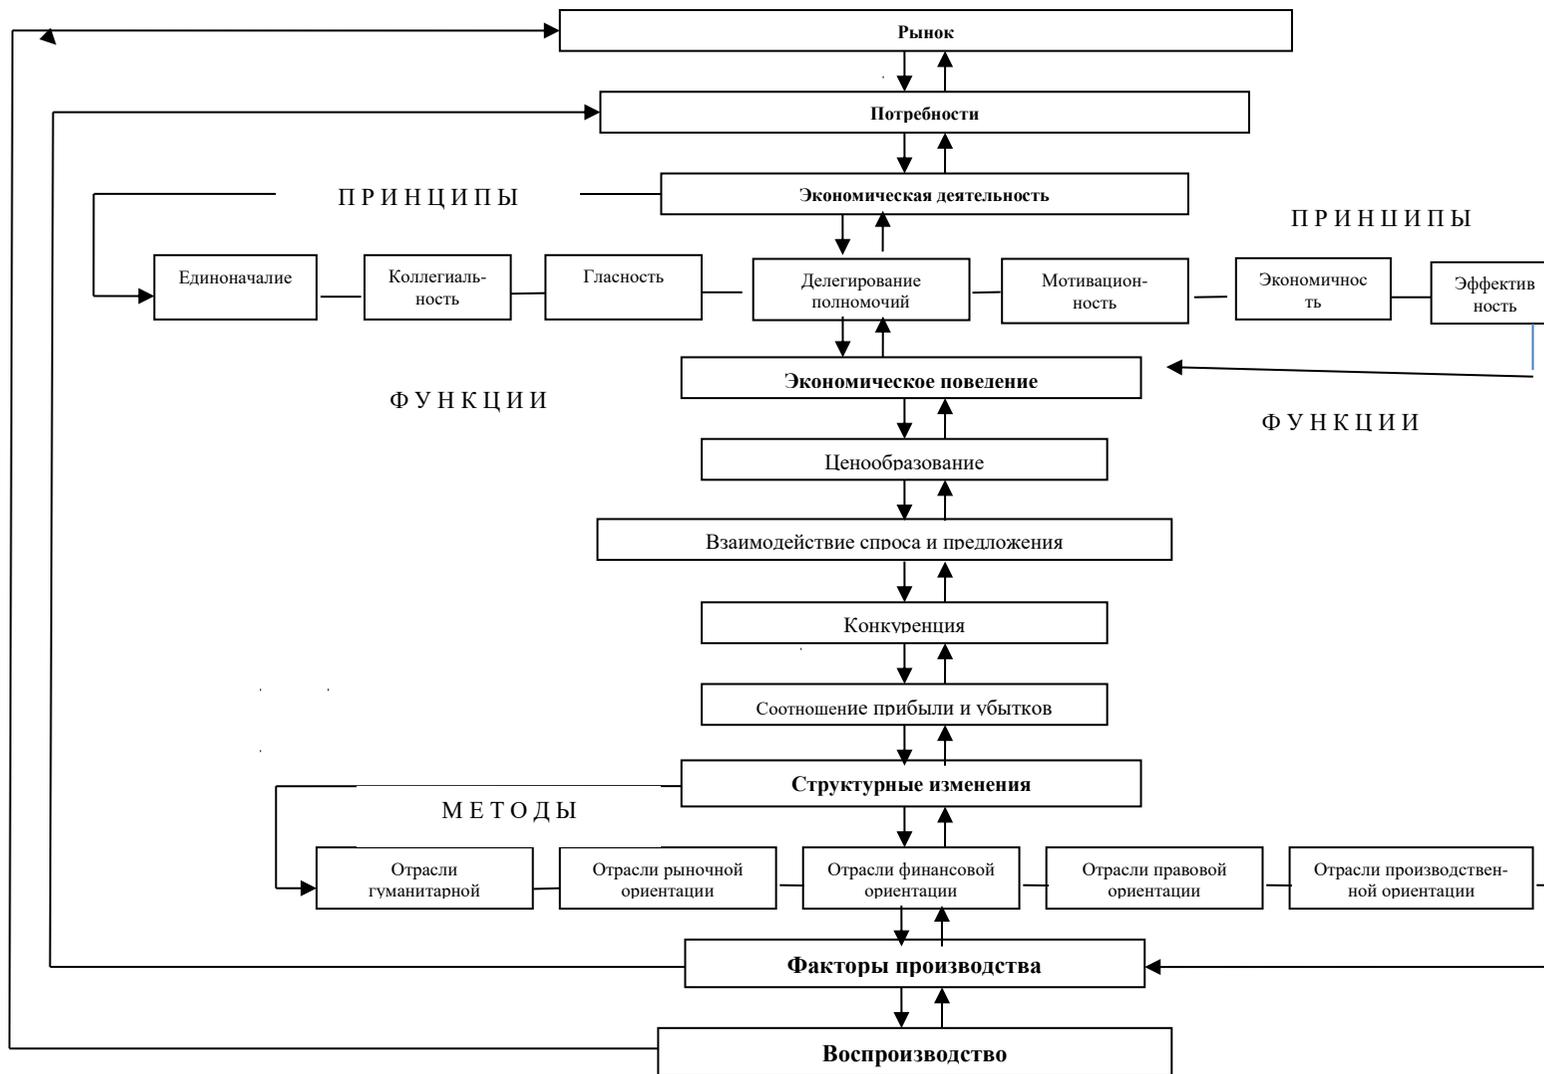 Рынок
Потребности
Экономическая деятельность
П Р И Н Ц И П Ы
П Р И Н Ц И П Ы
Единоначалие
Коллегиаль-
ность
Гласность
Делегирование
полномочий
Мотивацион-
ность
Экономичнос
ть
Эффектив
ность
Экономическое поведение
Ф У Н К Ц И И
Ф У Н К Ц И И
Ценообразование
Взаимодействие спроса и предложения
Конкуренция
Соотношение прибыли и убытков
Структурные изменения
М Е Т О Д Ы
Отрасли
гуманитарной
Отрасли рыночной
ориентации
Отрасли финансовой
ориентации
Отрасли правовой
ориентации
Отрасли производствен-
ной ориентации
Факторы производства
Воспроизводство